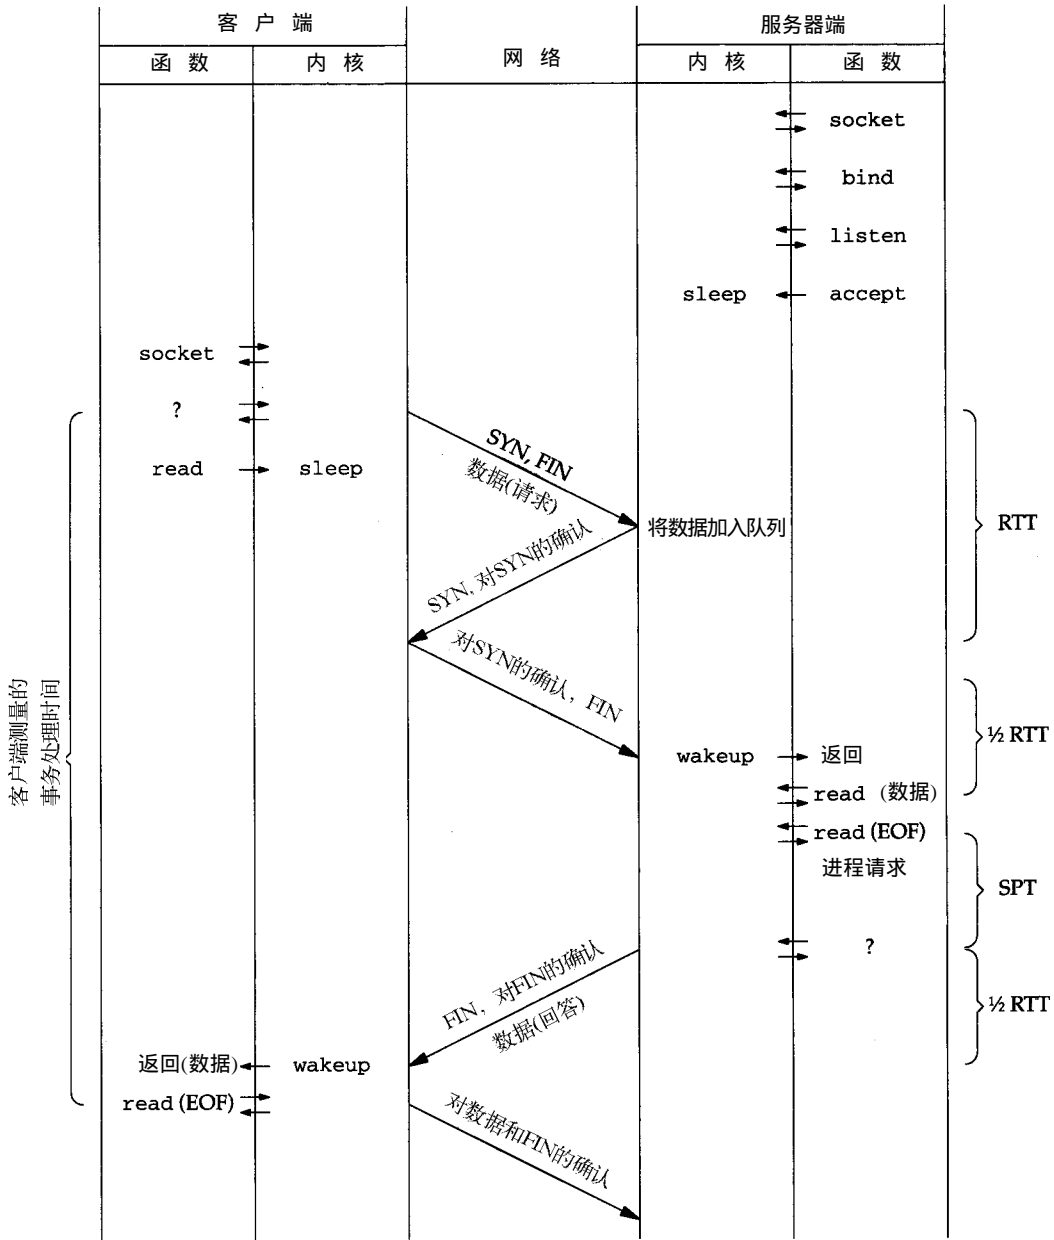 客 户 端
服务器端
函 数
内 核
网 络
内 核
函 数
socket
bind
listen
sleep
accept
socket
?
read
sleep
SYN, FIN
数据(请求)
将数据加入队列
RTT
SYN, 对SYN的确认
对SYN的确认，FIN
½ RTT
客户端测量的
事务处理时间
wakeup
返回
read (数据)
read (EOF)
进程请求
SPT
?
FIN，对FIN的确认
数据(回答)
½ RTT
返回(数据)
wakeup
read (EOF)
对数据和FIN的确认